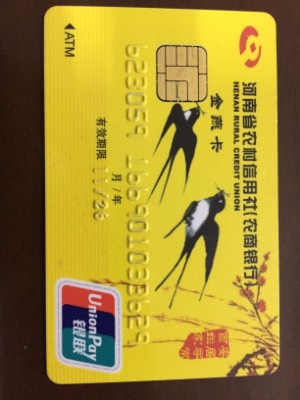 河南省农村信用社(农商银行)
HENAN RURAL CREDIT UNION
金燕卡
月/年
有效期限 11/26
ATM
UnionPay
银联